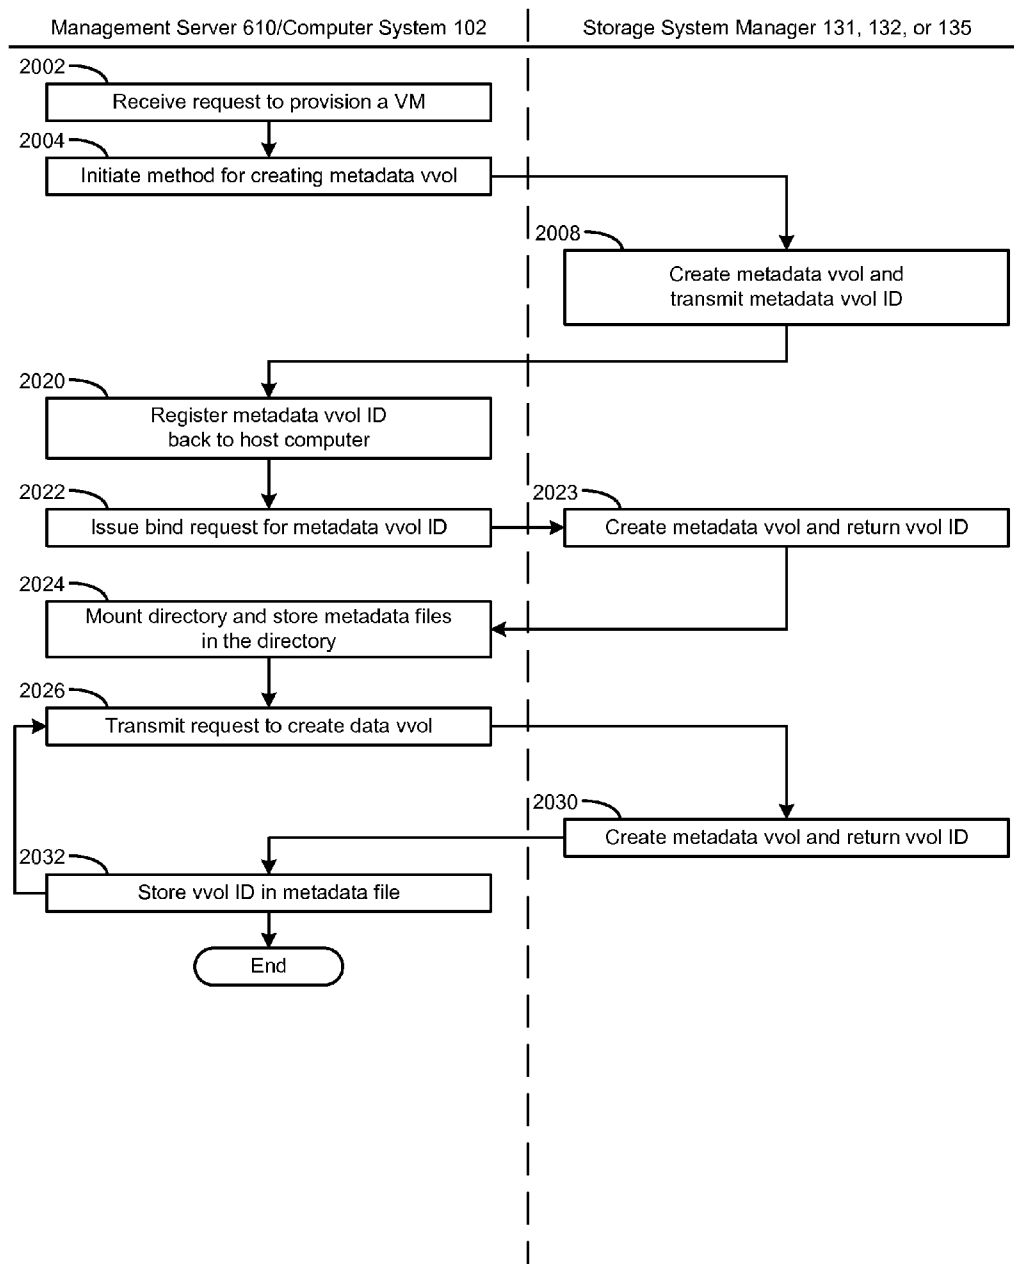 Management Server 610/Computer System 102
Storage System Manager 131, 132, or 135
2002
Receive request to provision a VM
2004
Initiate method for creating metadata vvol
2008
Create metadata vvol and
transmit metadata vvol ID
2020
Register metadata vvol ID
back to host computer
2022
Issue bind request for metadata vvol ID
2023
Create metadata vvol and return vvol ID
2024
Mount directory and store metadata files
in the directory
2026
Transmit request to create data vvol
2030
Create metadata vvol and return vvol ID
2032
Store vvol ID in metadata file
End